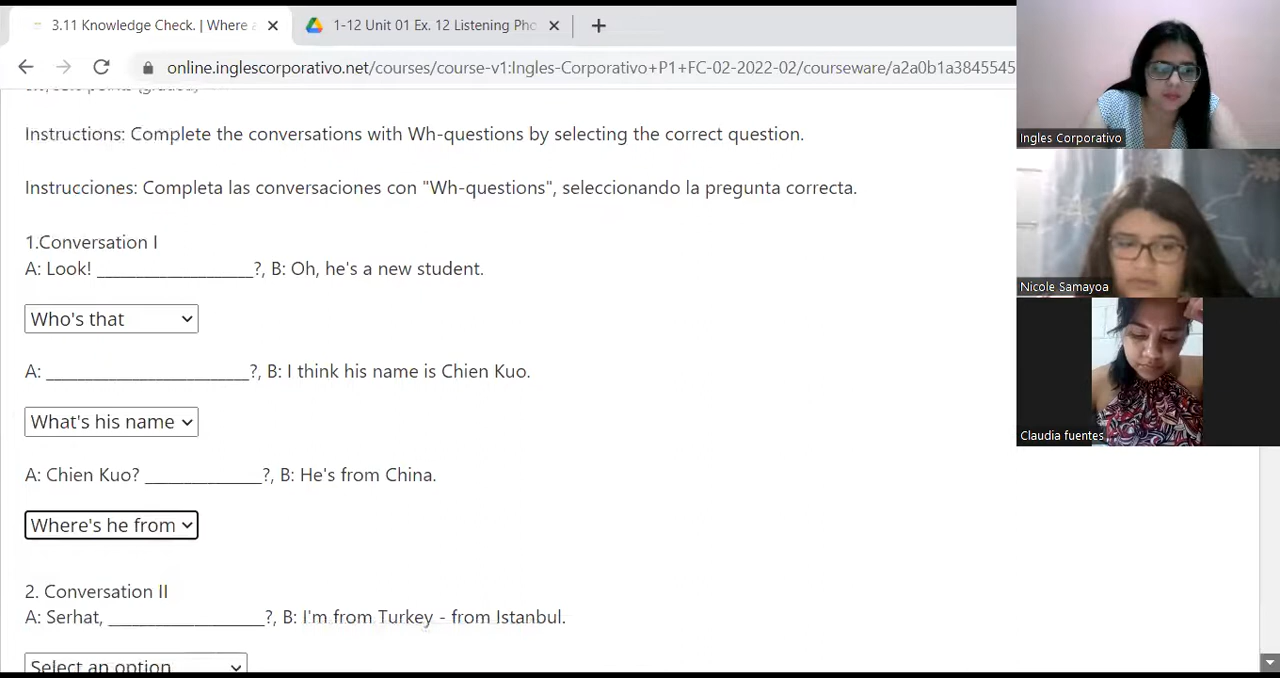 3.11 Knowledge Check. | Where a
1-12 Unit 01 Ex. 12 Listening Pho
online.inglescorporativo.net/courses/course-v1:Ingles-Corporativo+P1+FC-02-2022-02/courseware/a2a0b1a3845545
Instructions: Complete the conversations with Wh-questions by selecting the correct question.
Instrucciones: Completa las conversaciones con "Wh-questions", seleccionando la pregunta correcta.
1.Conversation I
A: Look! ____________________?, B: Oh, he's a new student.
Who's that
A: __________________________?, B: I think his name is Chien Kuo.
What's his name
A: Chien Kuo? _______________?, B: He's from China.
Where's he from
2. Conversation II
A: Serhat, ____________________?, B: I'm from Turkey - from Istanbul.
Select an option
Ingles Corporativo
Nicole Samayoa
Claudia fuentes